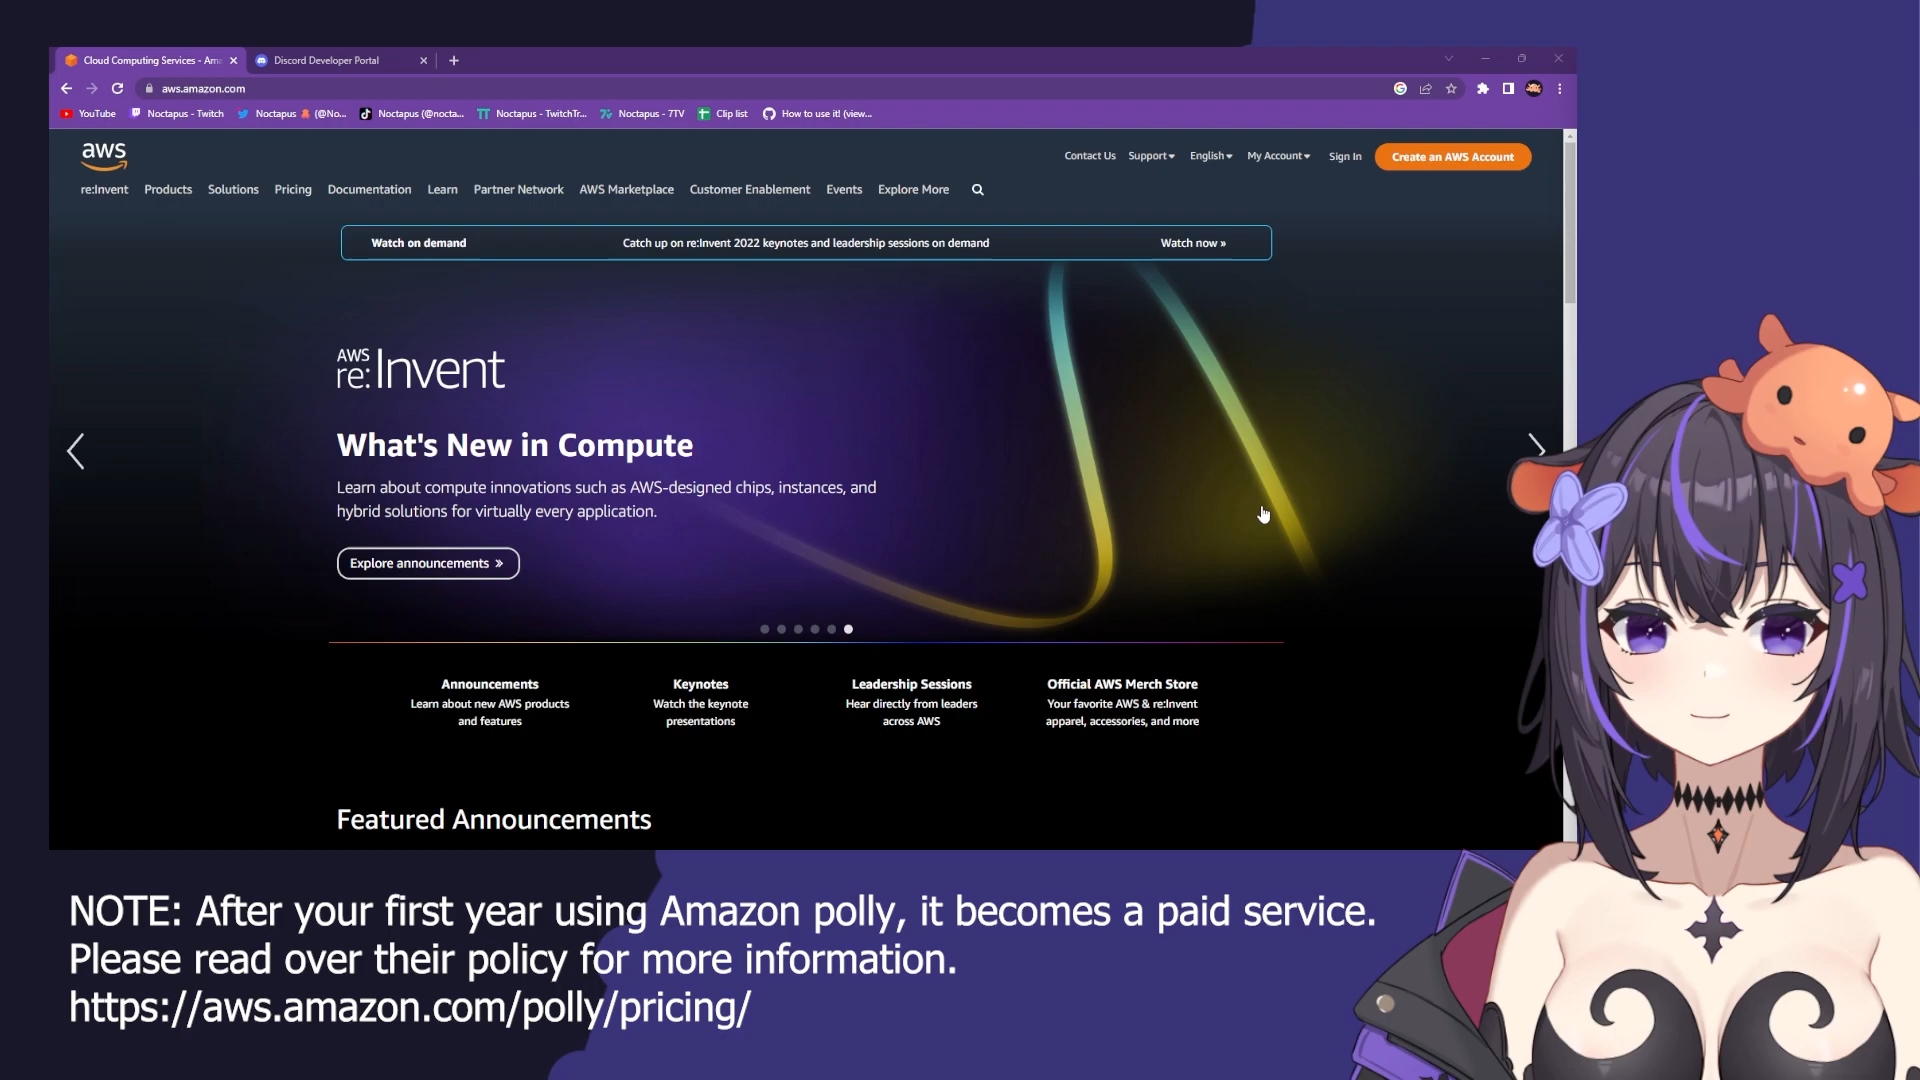 Cloud Computing Services - Ama
Discord Developer Portal
aws.amazon.com
YouTube
Noctapus - Twitch
Noctapus 🐙 (@No...
Noctapus (@nocta...
Noctapus - TwitchTr...
Noctapus - 7TV
Clip list
How to use it! (view...
aws
Contact Us
Support
English
My Account
Sign In
Create an AWS Account
re:Invent
Products
Solutions
Pricing
Documentation
Learn
Partner Network
AWS Marketplace
Customer Enablement
Events
Explore More
Watch on demand
Catch up on re:Invent 2022 keynotes and leadership sessions on demand
Watch now »
AWS
re:Invent
What's New in Compute
Learn about compute innovations such as AWS-designed chips, instances, and
hybrid solutions for virtually every application.
Explore announcements »
Announcements
Learn about new AWS products
and features
Keynotes
Watch the keynote
presentations
Leadership Sessions
Hear directly from leaders
across AWS
Official AWS Merch Store
Your favorite AWS & re:Invent
apparel, accessories, and more
Featured Announcements
NOTE: After your first year using Amazon polly, it becomes a paid service.
Please read over their policy for more information.
https://aws.amazon.com/polly/pricing/